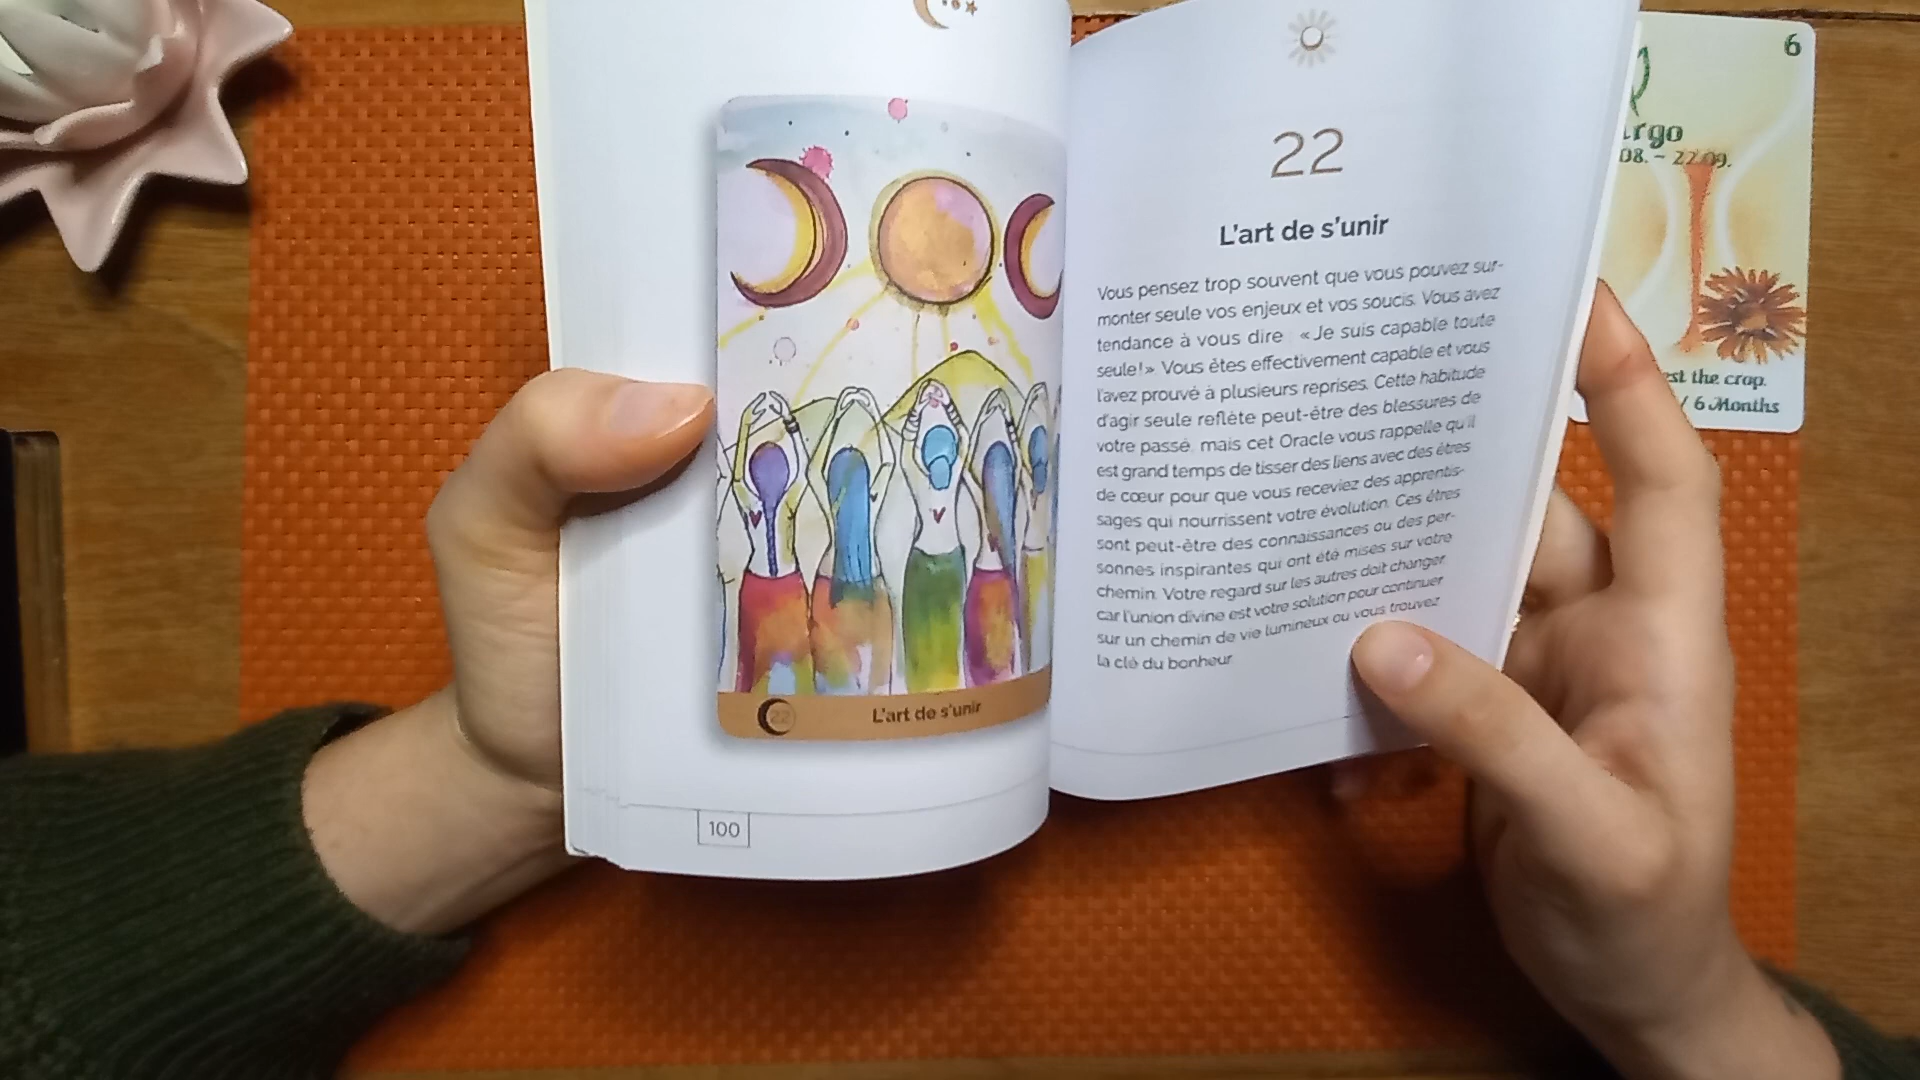 22
L'art de s'unir
100
22
L'art de s'unir
Vous pensez trop souvent que vous pouvez sur-
monter seule vos enjeux et vos soucis. Vous avez
tendance à vous dire : « Je suis capable toute
seule! » Vous êtes effectivement capable et vous
l'avez prouvé à plusieurs reprises. Cette habitude
d'agir seule reflète peut-être des blessures de
votre passé, mais cet Oracle vous rappelle qu'il
est grand temps de tisser des liens avec des êtres
de cœur pour que vous receviez des apprentis-
sages qui nourrissent votre évolution. Ces êtres
sont peut-être des connaissances ou des per-
sonnes inspirantes qui ont été mises sur votre
chemin. Votre regard sur les autres doit changer
car l'union divine est votre solution pour continuer
sur un chemin de vie lumineux où vous trouvez
la clé du bonheur.
6
rgo
08. – 22.09.
the crop.
/ 6 Months